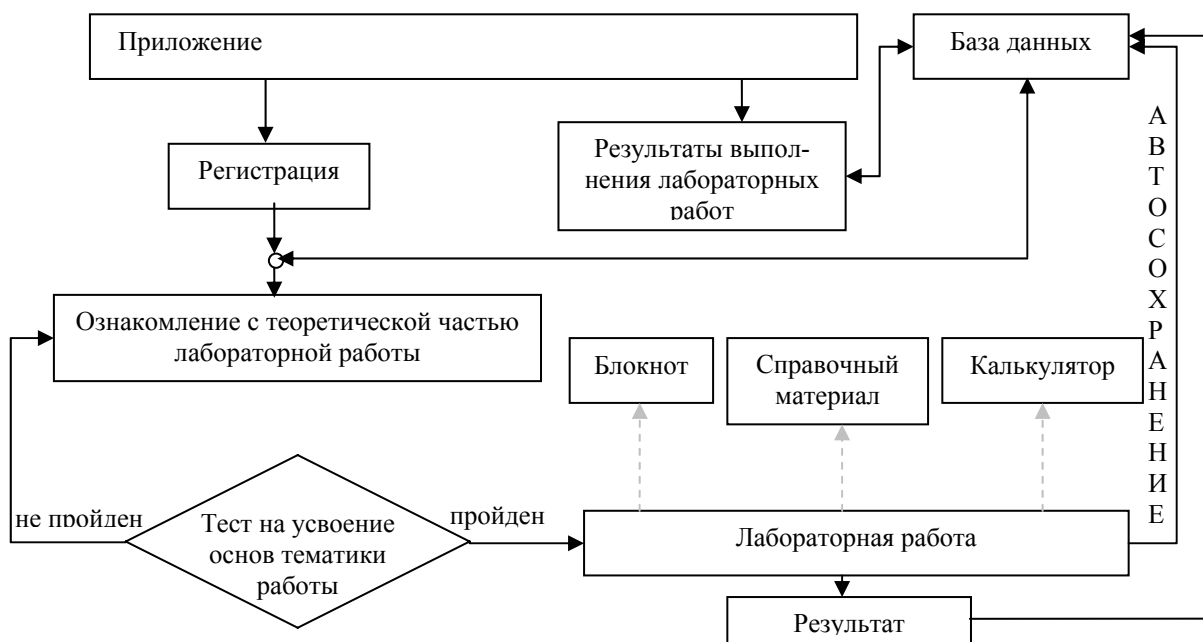 Приложение
База данных
Регистрация
Результаты выпол-
нения лабораторных
работ
Ознакомление с теоретической частью
лабораторной работы
Блокнот
Справочный
материал
Калькулятор
АВТОСОХРАНЕНИЕ
не пройден
Тест на усвоение
основ тематики
работы
пройден
Лабораторная работа
Результат